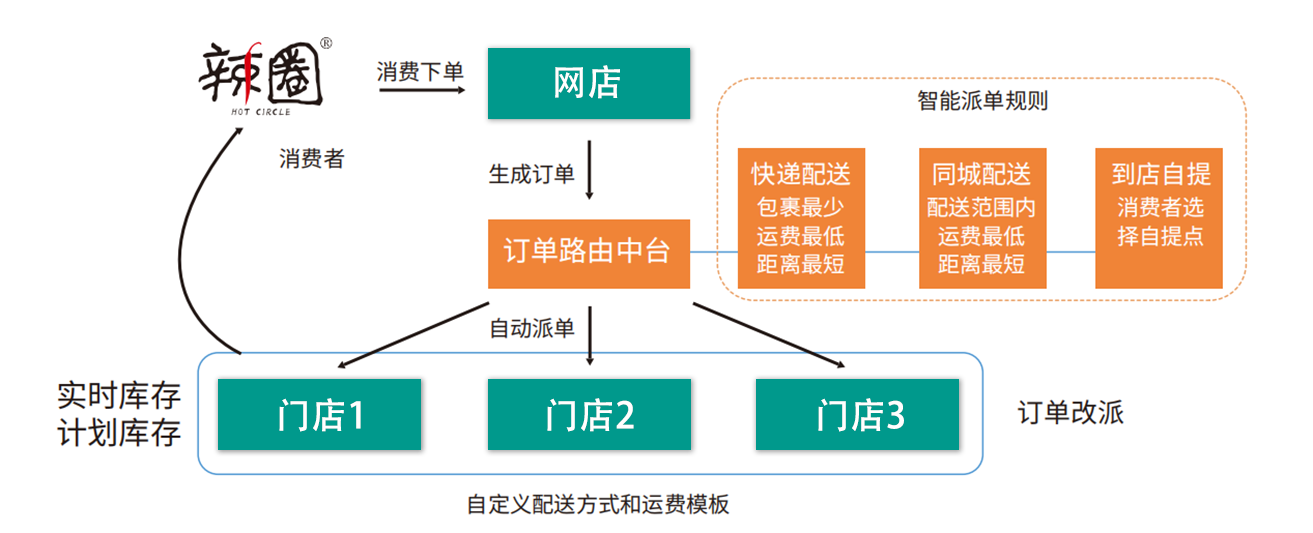 辣圈®
HOT CIRCLE
消费下单
网店
智能派单规则
消费者
生成订单
快递配送
包裹最少
运费最低
距离最短
同城配送
配送范围内
运费最低
距离最短
到店自提
消费者选
择自提点
订单路由中台
自动派单
实时库存
计划库存
门店1
门店2
门店3
订单改派
自定义配送方式和运费模板